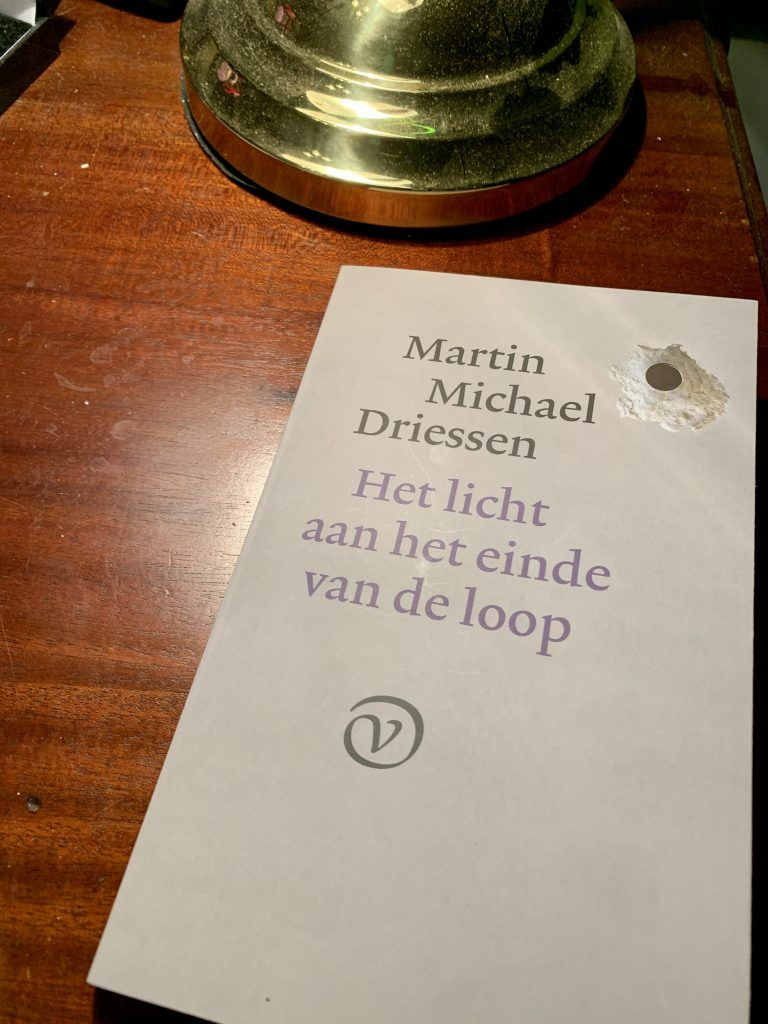 Martin
Michael
Driessen
Het licht
aan het einde
van de loop
v